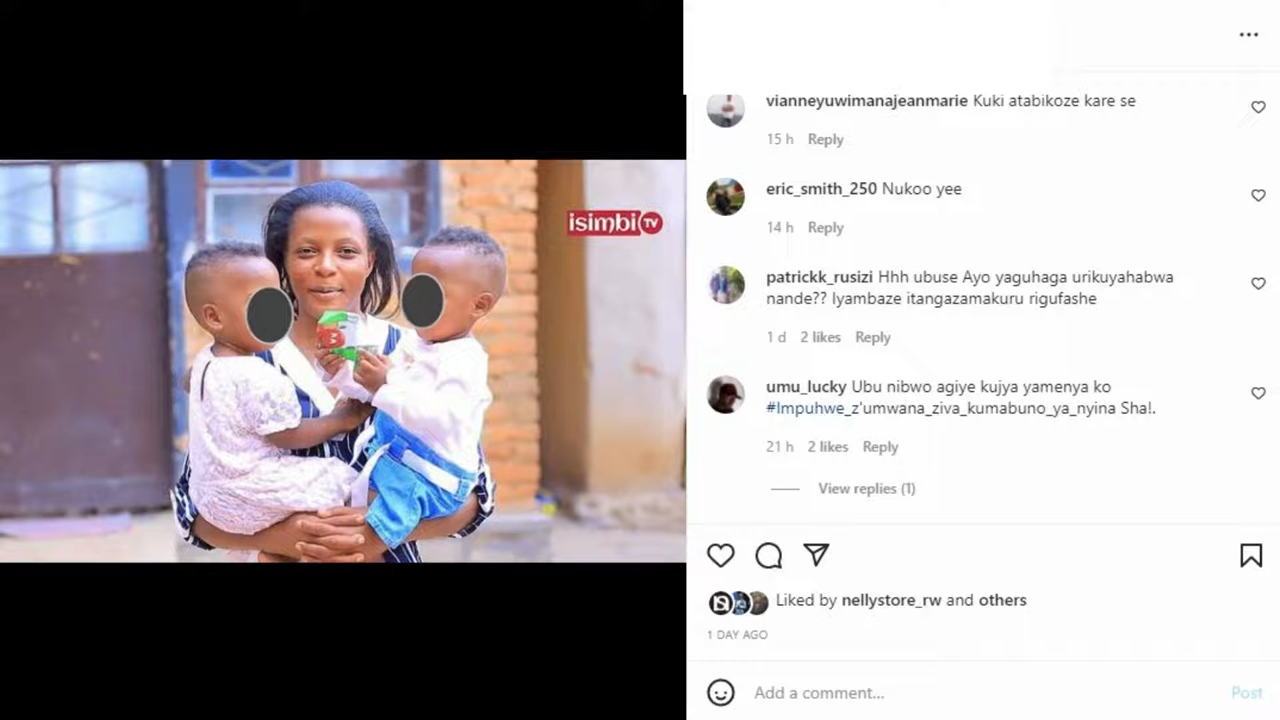 isimbi TV
...
vianneyuwimanajeanmarie Kuki atabikoze kare se
15 h Reply
eric_smith_250 Nukoo yee
14 h Reply
patrickk_rusizi Hhh ubuse Ayo yaguhaga urikuyahabwa
nande?? Iyambaze itangazamakuru rigufashe
1 d 2 likes Reply
umu_lucky Ubu nibwo agiye kujya yamenya ko
#Impuhwe_z'umwana_ziva_kumabuno_ya_nyina Sha!.
21 h 2 likes Reply
View replies (1)
Liked by nellystore_rw and others
1 DAY AGO
Add a comment... Post